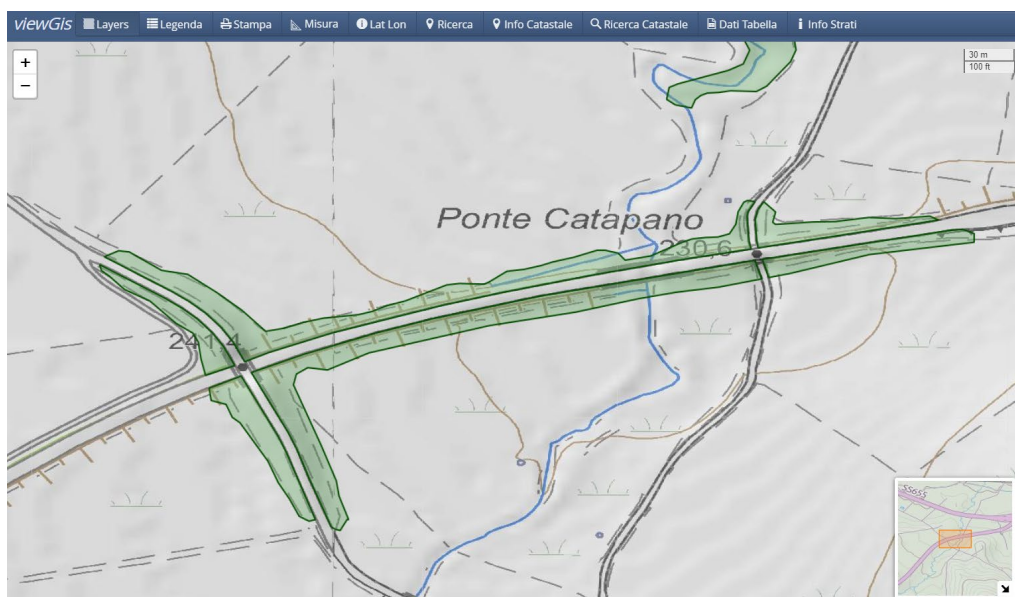 viewGis Layers Legenda Stampa Misura Lat Lon Ricerca Info Catastale Ricerca Catastale Dati Tabella Info Strati
+
−
30 m
100 ft
Ponte Catapano
230,6
241,4
SS655